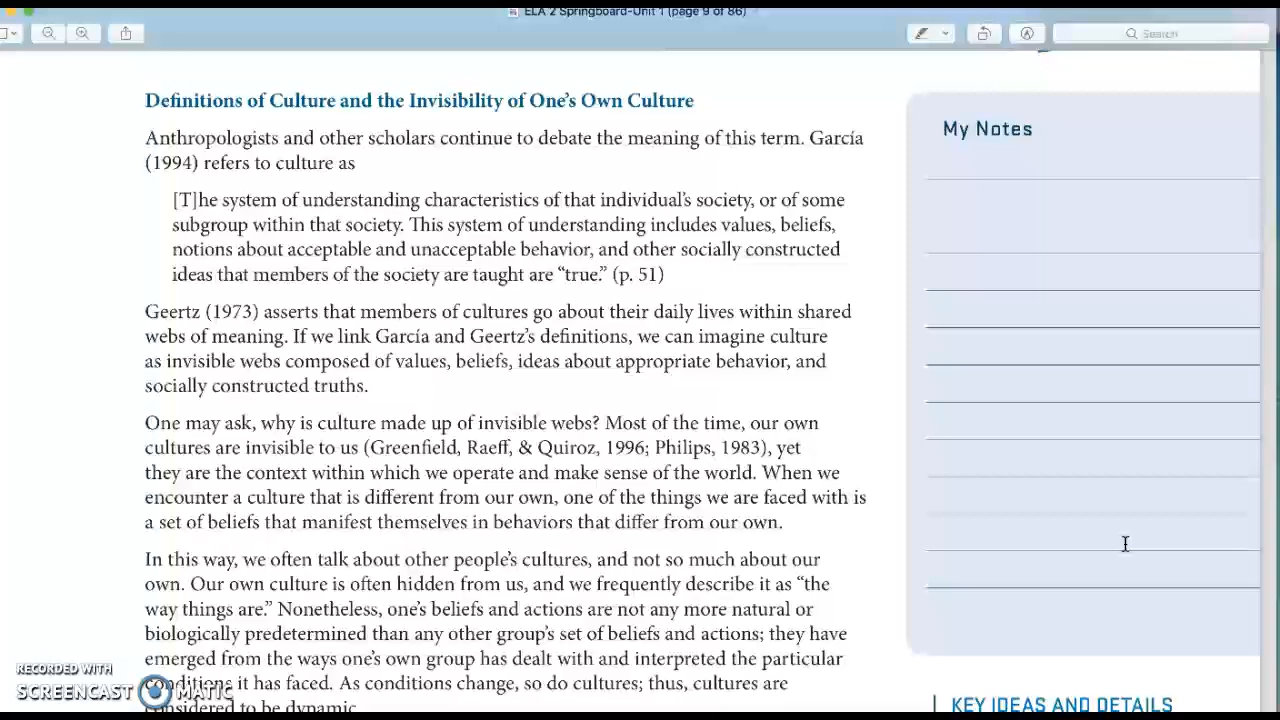 ELA 2 Springboard-Unit 1 (page 9 of 86)
Search
Definitions of Culture and the Invisibility of One's Own Culture
Anthropologists and other scholars continue to debate the meaning of this term. García
(1994) refers to culture as
[T]he system of understanding characteristics of that individual's society, or of some
subgroup within that society. This system of understanding includes values, beliefs,
notions about acceptable and unacceptable behavior, and other socially constructed
ideas that members of the society are taught are “true.” (p. 51)
Geertz (1973) asserts that members of cultures go about their daily lives within shared
webs of meaning. If we link García and Geertz's definitions, we can imagine culture
as invisible webs composed of values, beliefs, ideas about appropriate behavior, and
socially constructed truths.
One may ask, why is culture made up of invisible webs? Most of the time, our own
cultures are invisible to us (Greenfield, Raeff, & Quiroz, 1996; Philips, 1983), yet
they are the context within which we operate and make sense of the world. When we
encounter a culture that is different from our own, one of the things we are faced with is
a set of beliefs that manifest themselves in behaviors that differ from our own.
In this way, we often talk about other people's cultures, and not so much about our
own. Our own culture is often hidden from us, and we frequently describe it as “the
way things are.” Nonetheless, one's beliefs and actions are not any more natural or
biologically predetermined than any other group's set of beliefs and actions; they have
emerged from the ways one's own group has dealt with and interpreted the particular
conditions it has faced. As conditions change, so do cultures; thus, cultures are
considered to be dynamic.
My Notes
KEY IDEAS AND DETAILS
RECORDED WITH
SCREENCAST MATIC